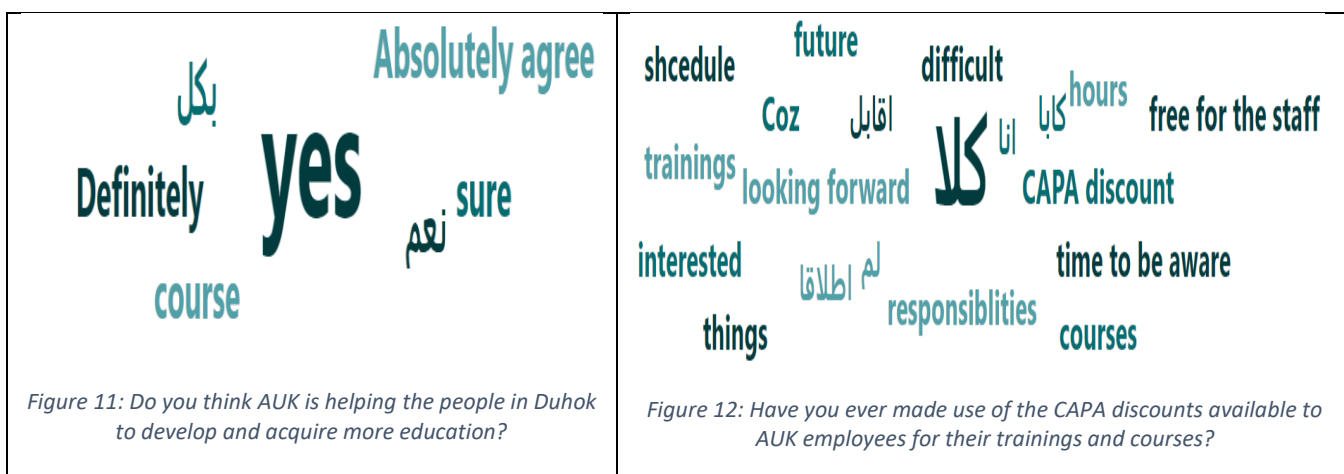 Absolutely agree
بكل
yes
Definitely
sure
نعم
course
Figure 11: Do you think AUK is helping the people in Duhok
to develop and acquire more education?
future
shcedule
difficult
hours
Coz
اقابل
كلا
انا
كابا
free for the staff
trainings
looking forward
CAPA discount
interested
اطلاقا
لم
time to be aware
responsiblities
things
courses
Figure 12: Have you ever made use of the CAPA discounts available to
AUK employees for their trainings and courses?